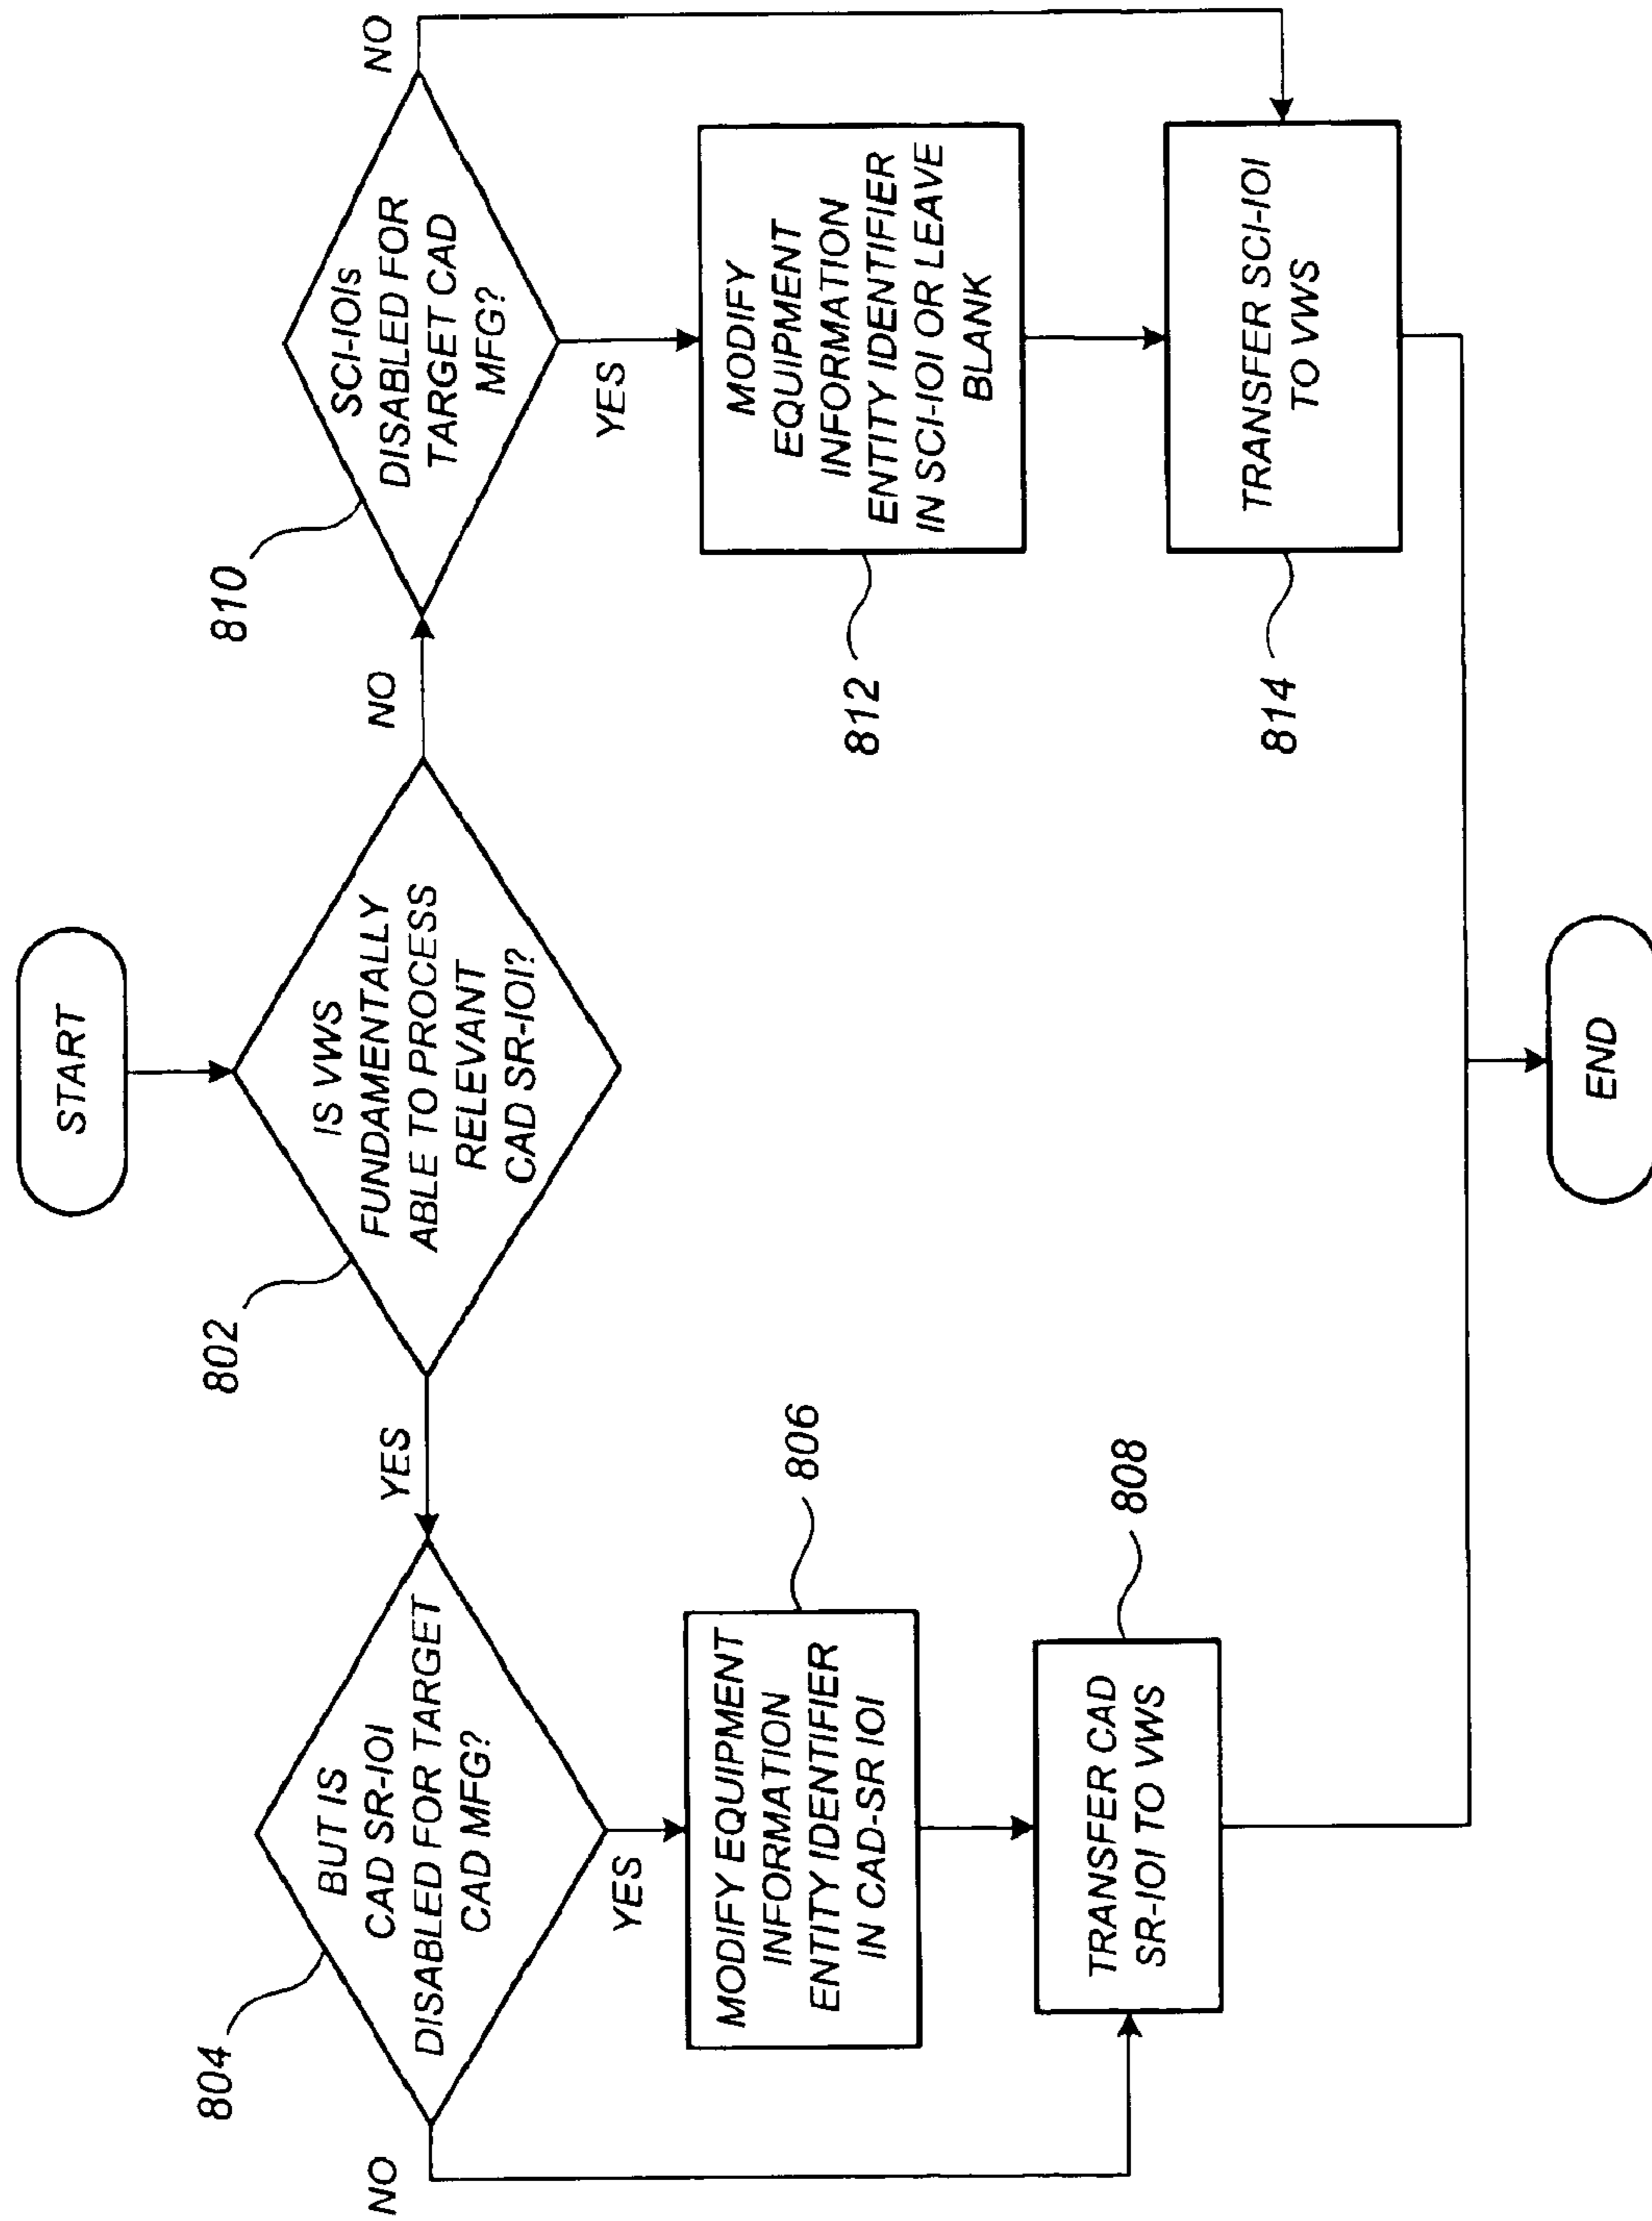 START
802
IS VWS
FUNDAMENTALLY
ABLE TO PROCESS
RELEVANT
CAD SR-IOI?
YES
NO
804
BUT IS
CAD SR-IOI
DISABLED FOR TARGET
CAD MFG?
NO
YES
806
MODIFY EQUIPMENT
INFORMATION
ENTITY IDENTIFIER
IN CAD-SR IOI
808
TRANSFER CAD
SR-IOI TO VWS
810
SCI-IOIs
DISABLED FOR
TARGET CAD
MFG?
NO
YES
812
MODIFY
EQUIPMENT
INFORMATION
ENTITY IDENTIFIER
IN SCI-IOI OR LEAVE
BLANK
814
TRANSFER SCI-IOI
TO VWS
END